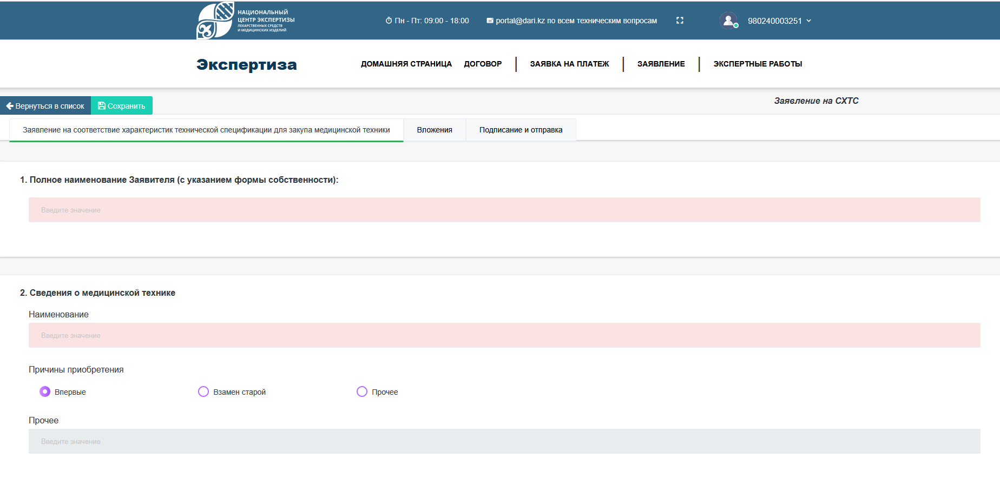 НАЦИОНАЛЬНЫЙ
ЦЕНТР ЭКСПЕРТИЗЫ
ЛЕКАРСТВЕННЫХ СРЕДСТВ
И МЕДИЦИНСКИХ ИЗДЕЛИЙ
Пн - Пт: 09:00 - 18:00
portal@dari.kz по всем техническим вопросам
980240003251
Экспертиза
ДОМАШНЯЯ СТРАНИЦА
ДОГОВОР
ЗАЯВКА НА ПЛАТЕЖ
ЗАЯВЛЕНИЕ
ЭКСПЕРТНЫЕ РАБОТЫ
Вернуться в список
Сохранить
Заявление на СХТС
Заявление на соответствие характеристик технической спецификации для закупа медицинской техники
Вложения
Подписание и отправка
1. Полное наименование Заявителя (с указанием формы собственности):
Введите значение
2. Сведения о медицинской технике
Наименование
Введите значение
Причины приобретения
Впервые
Взамен старой
Прочее
Прочее
Введите значение